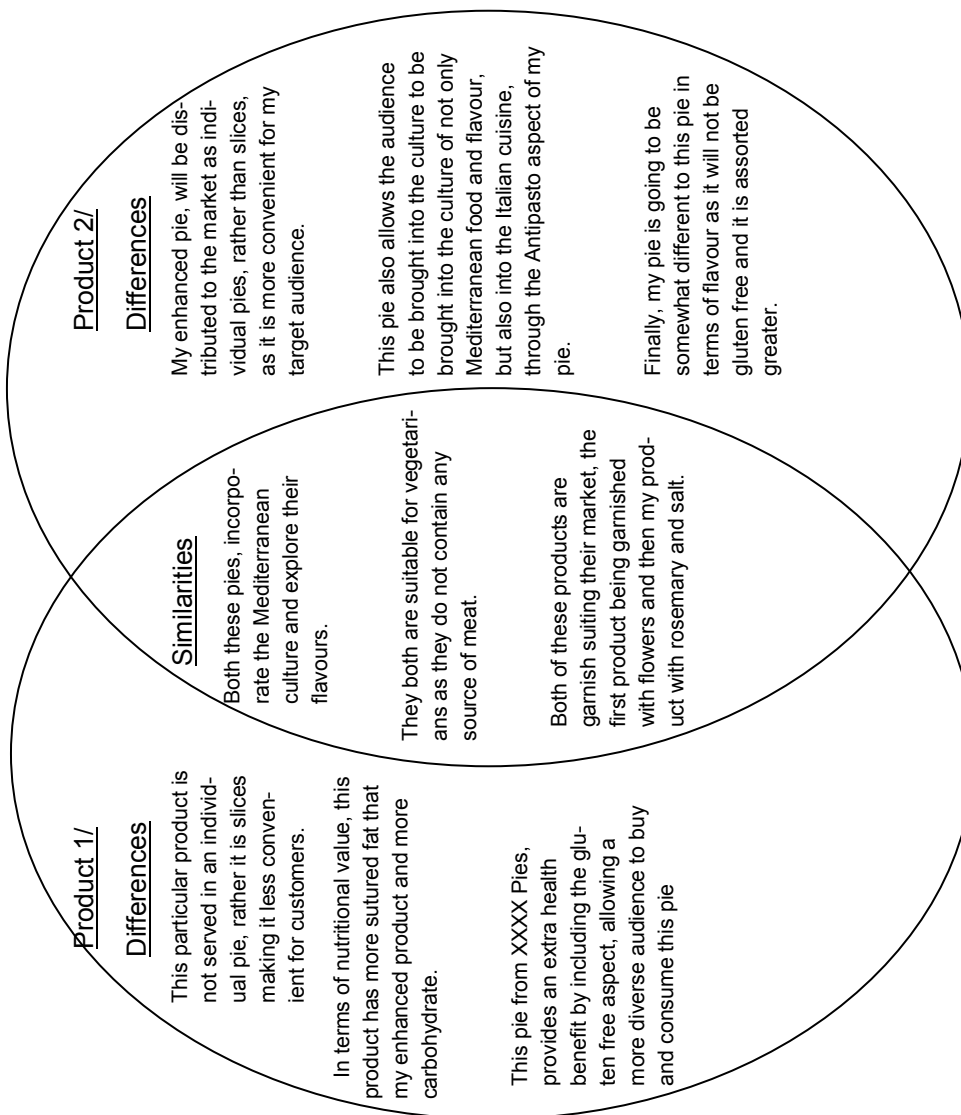 Product 1/
Differences
This particular product is
not served in an individ-
ual pie, rather it is slices
making it less conven-
ient for customers.
In terms of nutritional value, this
product has more sutured fat that
my enhanced product and more
carbohydrate.
This pie from XXXX Pies,
provides an extra health
benefit by including the glu-
ten free aspect, allowing a
more diverse audience to buy
and consume this pie
Similarities
Both these pies, incorpo-
rate the Mediterranean
culture and explore their
flavours.
They both are suitable for vegetari-
ans as they do not contain any
source of meat.
Both of these products are
garnish suiting their market, the
first product being garnished
with flowers and then my prod-
uct with rosemary and salt.
Product 2/
Differences
My enhanced pie, will be dis-
tributed to the market as indi-
vidual pies, rather than slices,
as it is more convenient for my
target audience.
This pie also allows the audience
to be brought into the culture to be
brought into the culture of not only
Mediterranean food and flavour,
but also into the Italian cuisine,
through the Antipasto aspect of my
pie.
Finally, my pie is going to be
somewhat different to this pie in
terms of flavour as it will not be
gluten free and it is assorted
greater.